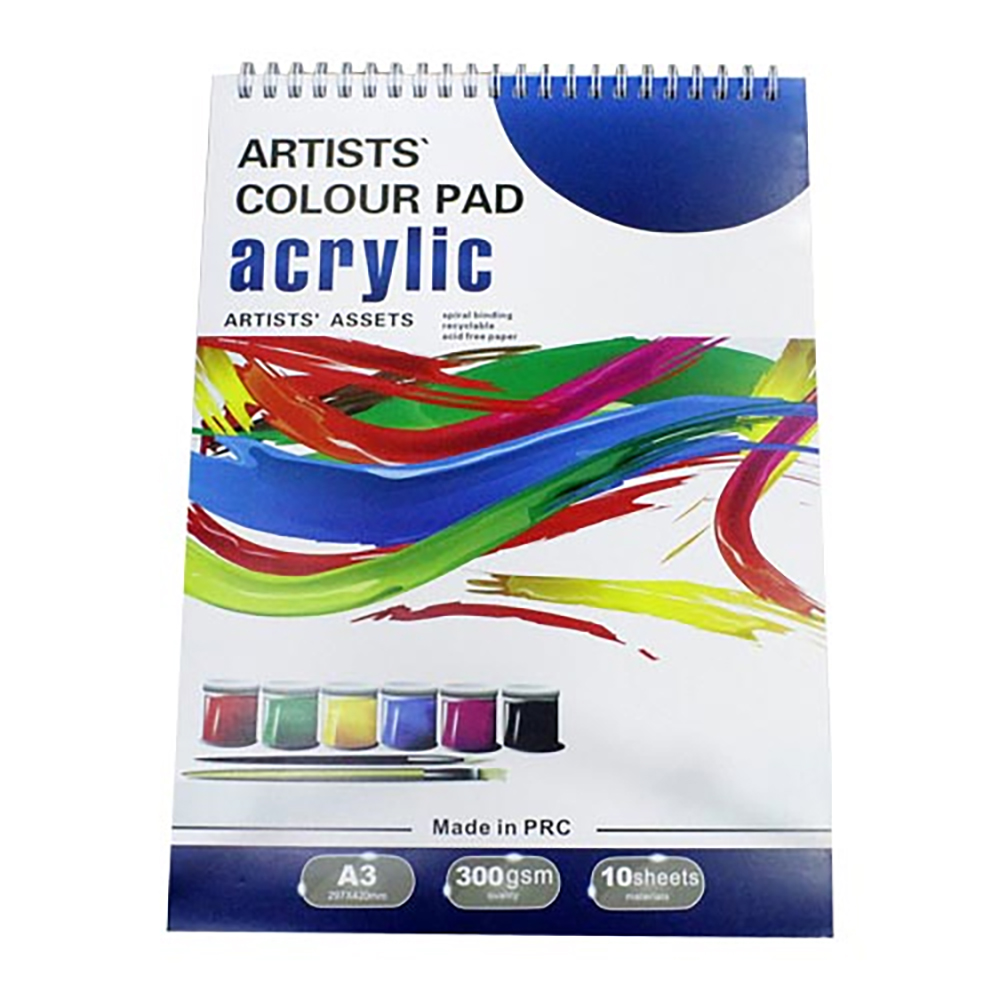 ARTISTS`
COLOUR PAD
acrylic
ARTISTS' ASSETS
spiral binding
recyclable
acid free paper
Made in PRC
A3
297X420mm
300gsm
quality
10sheets
materials